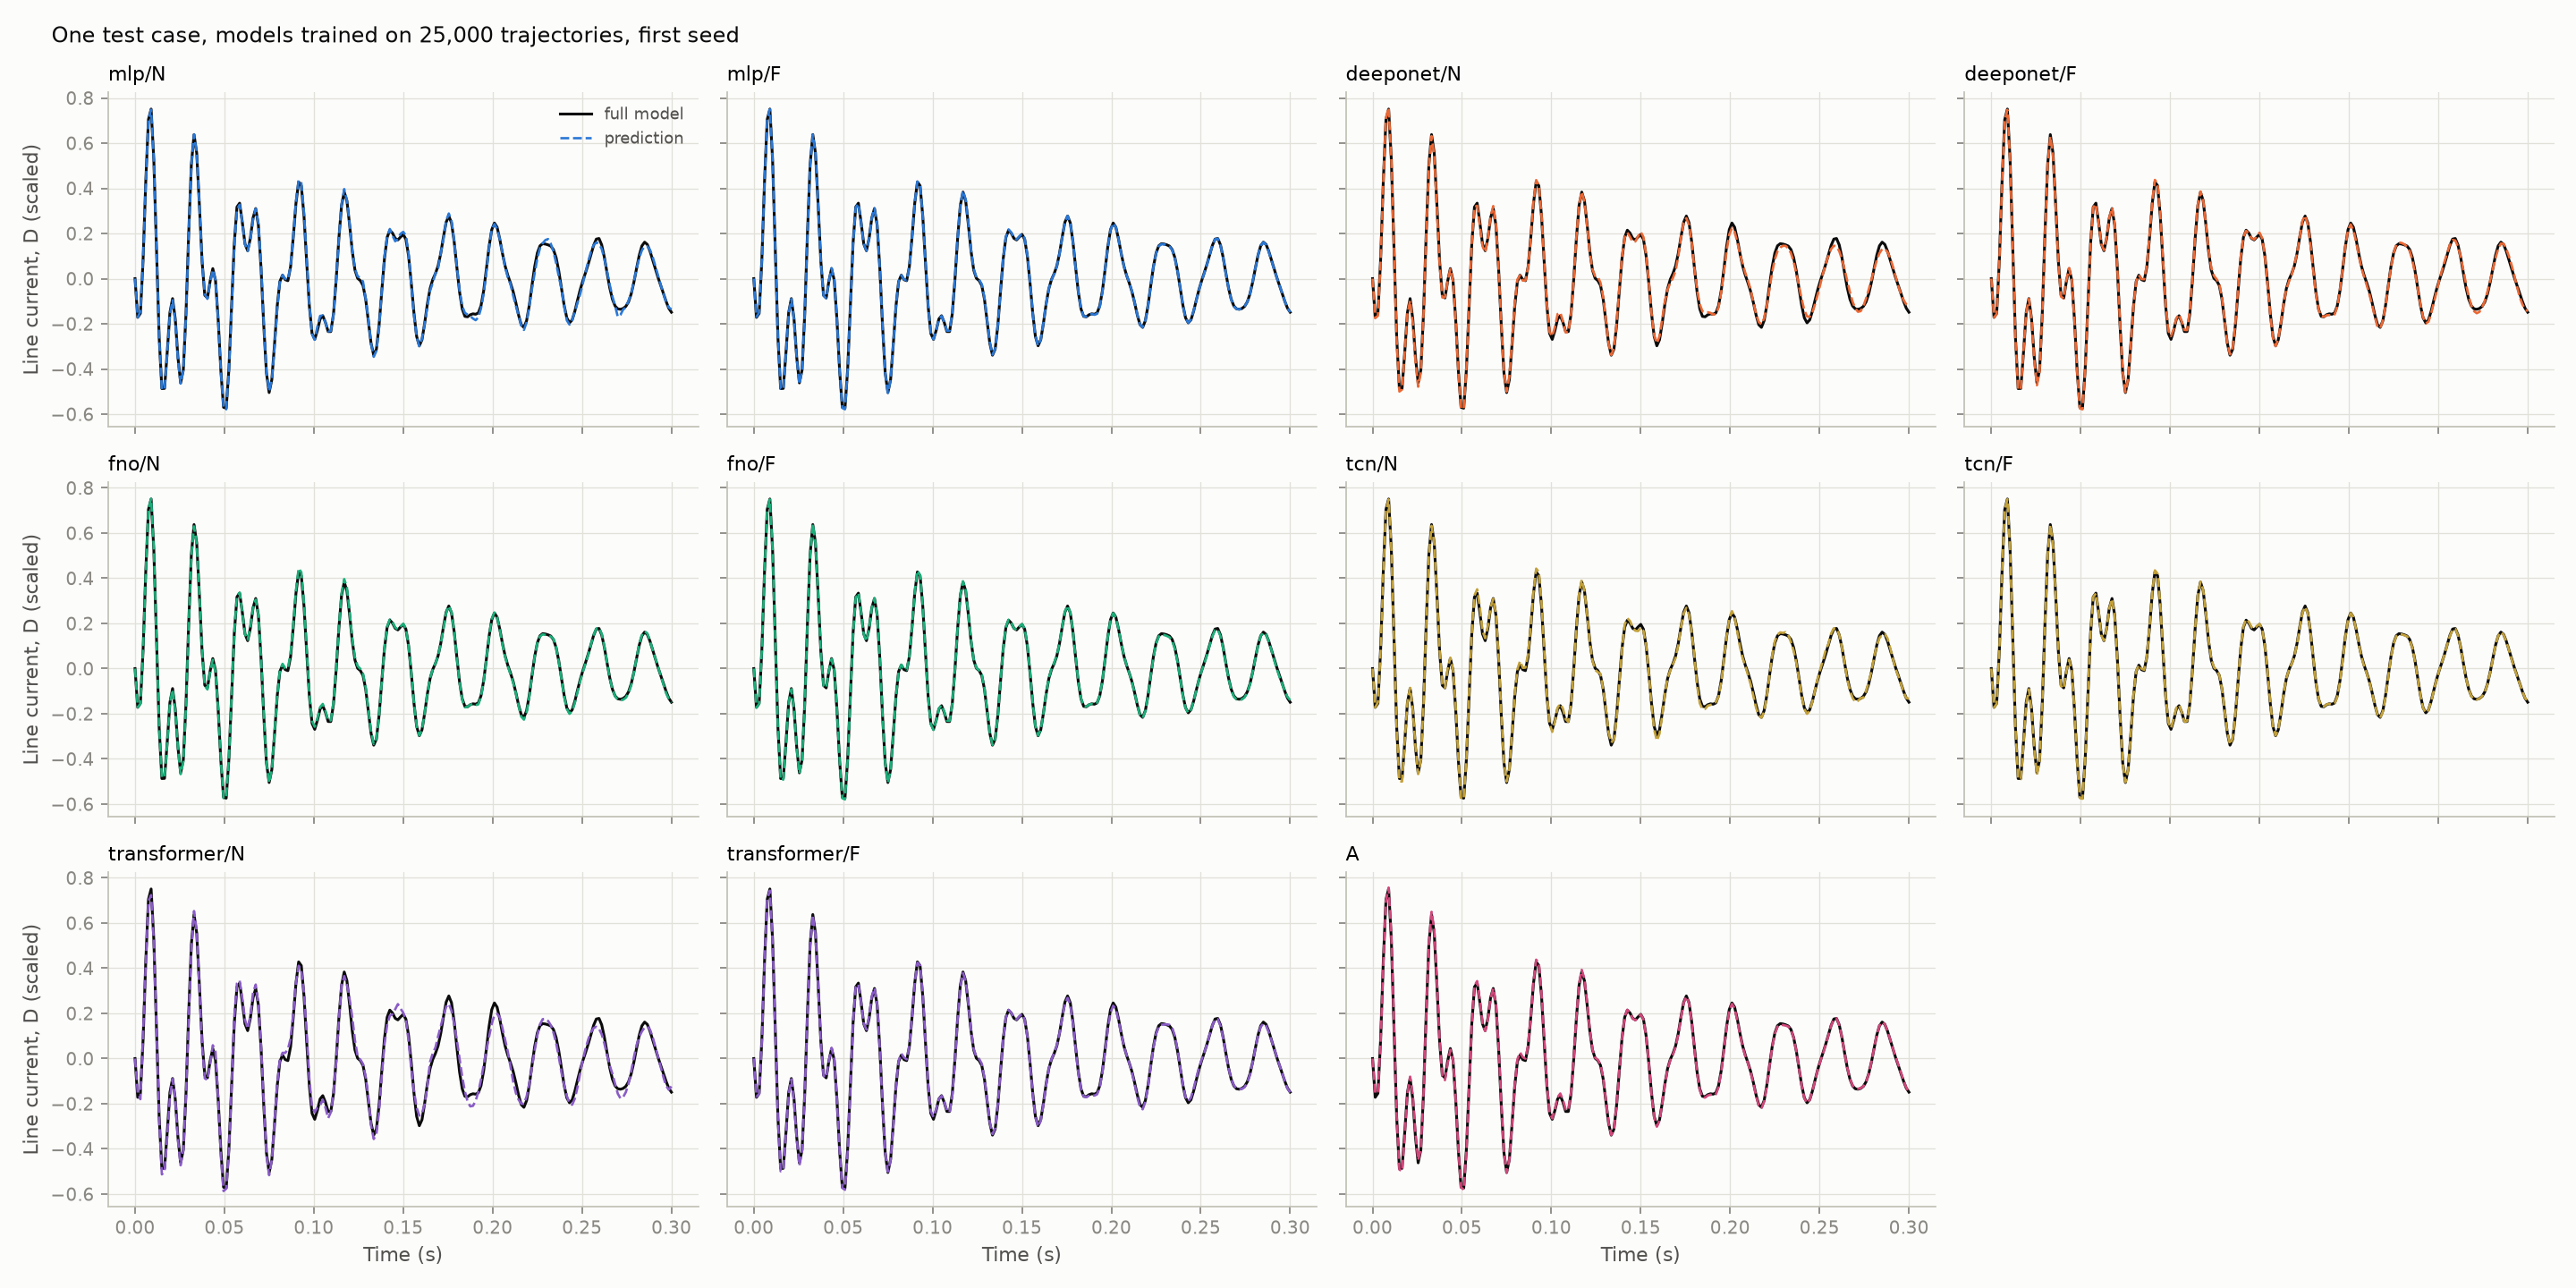 One test case, models trained on 25,000 trajectories, first seed
mlp/N
mlp/F
deeponet/N
deeponet/F
full model
prediction
Line current, D (scaled)
0.8
0.6
0.4
0.2
0.0
−0.2
−0.4
−0.6
fno/N
fno/F
tcn/N
tcn/F
Line current, D (scaled)
0.8
0.6
0.4
0.2
0.0
−0.2
−0.4
−0.6
transformer/N
transformer/F
A
Line current, D (scaled)
0.8
0.6
0.4
0.2
0.0
−0.2
−0.4
−0.6
0.00 0.05 0.10 0.15 0.20 0.25 0.30
0.00 0.05 0.10 0.15 0.20 0.25 0.30
0.00 0.05 0.10 0.15 0.20 0.25 0.30
Time (s)
Time (s)
Time (s)